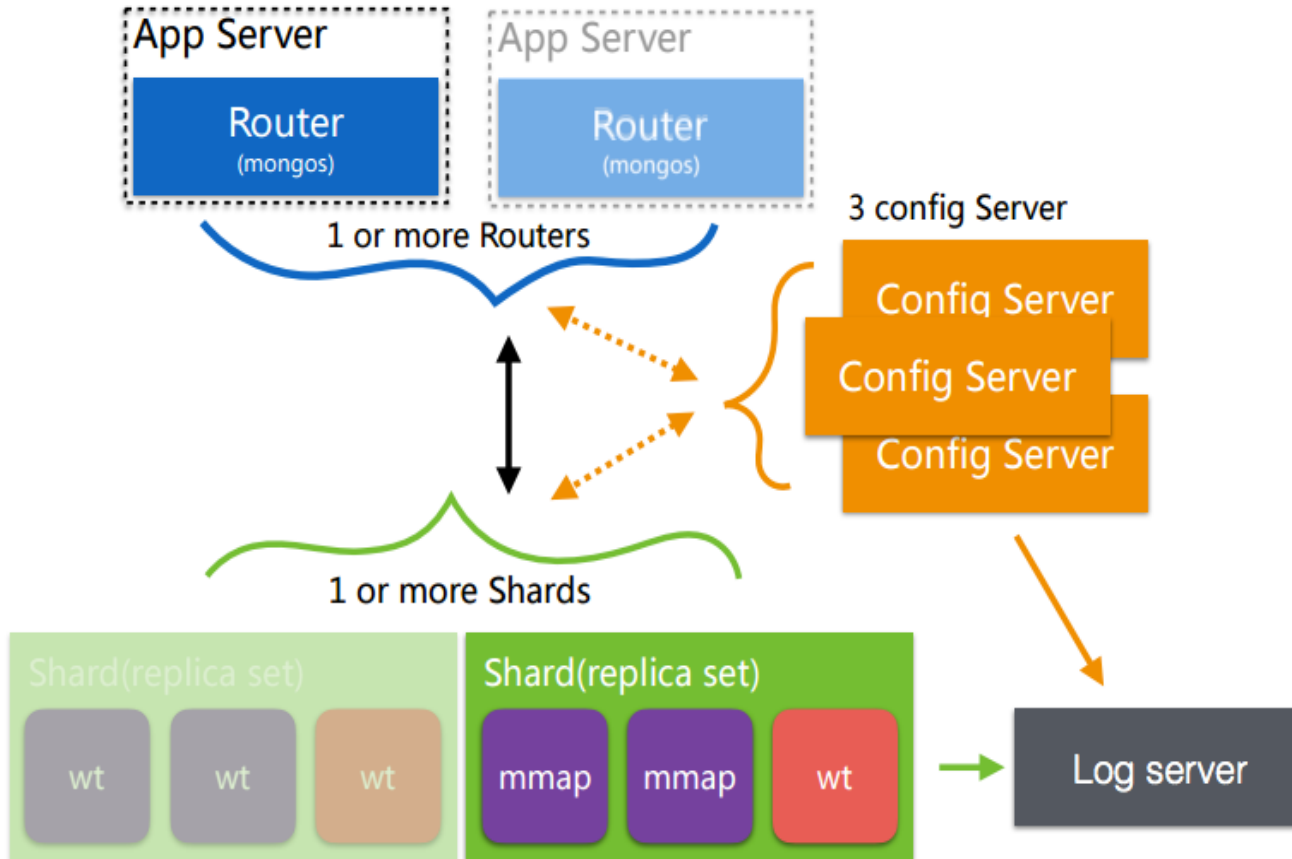 App Server
App Server
Router
(mongos)
Router
(mongos)
1 or more Routers
3 config Server
Config Server
Config Server
Config Server
1 or more Shards
Shard(replica set)
wt
wt
wt
Shard(replica set)
mmap
mmap
wt
Log server